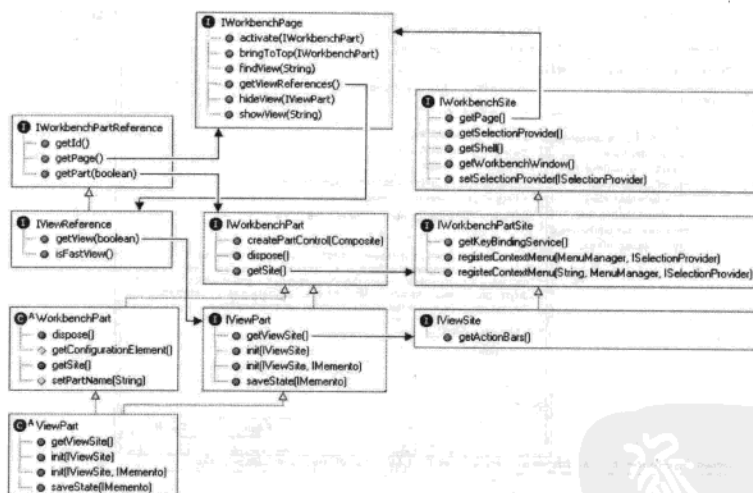 IWorkbenchPage
activate(IWorkbenchPart)
bringToTop(IWorkbenchPart)
findView(String)
getViewReferences()
hideView(IViewPart)
showView(String)
IWorkbenchPartReference
getId()
getPage()
getPart(boolean)
IWorkbenchSite
getPage()
getSelectionProvider()
getShell()
getWorkbenchWindow()
setSelectionProvider(ISelectionProvider)
IViewReference
getView(boolean)
isFastView()
IWorkbenchPart
createPartControl(Composite)
dispose()
getSite()
IWorkbenchPartSite
getKeyBindingService()
registerContextMenu(MenuManager, ISelectionProvider)
registerContextMenu(String, MenuManager, ISelectionProvider)
WorkbenchPart
dispose()
getConfigurationElement()
getSite()
setPartName(String)
IViewPart
getViewSite()
init(IViewSite)
init(IViewSite, IMemento)
saveState(IMemento)
IViewSite
getActionBars()
ViewPart
getViewSite()
init(IViewSite)
init(IViewSite, IMemento)
saveState(IMemento)